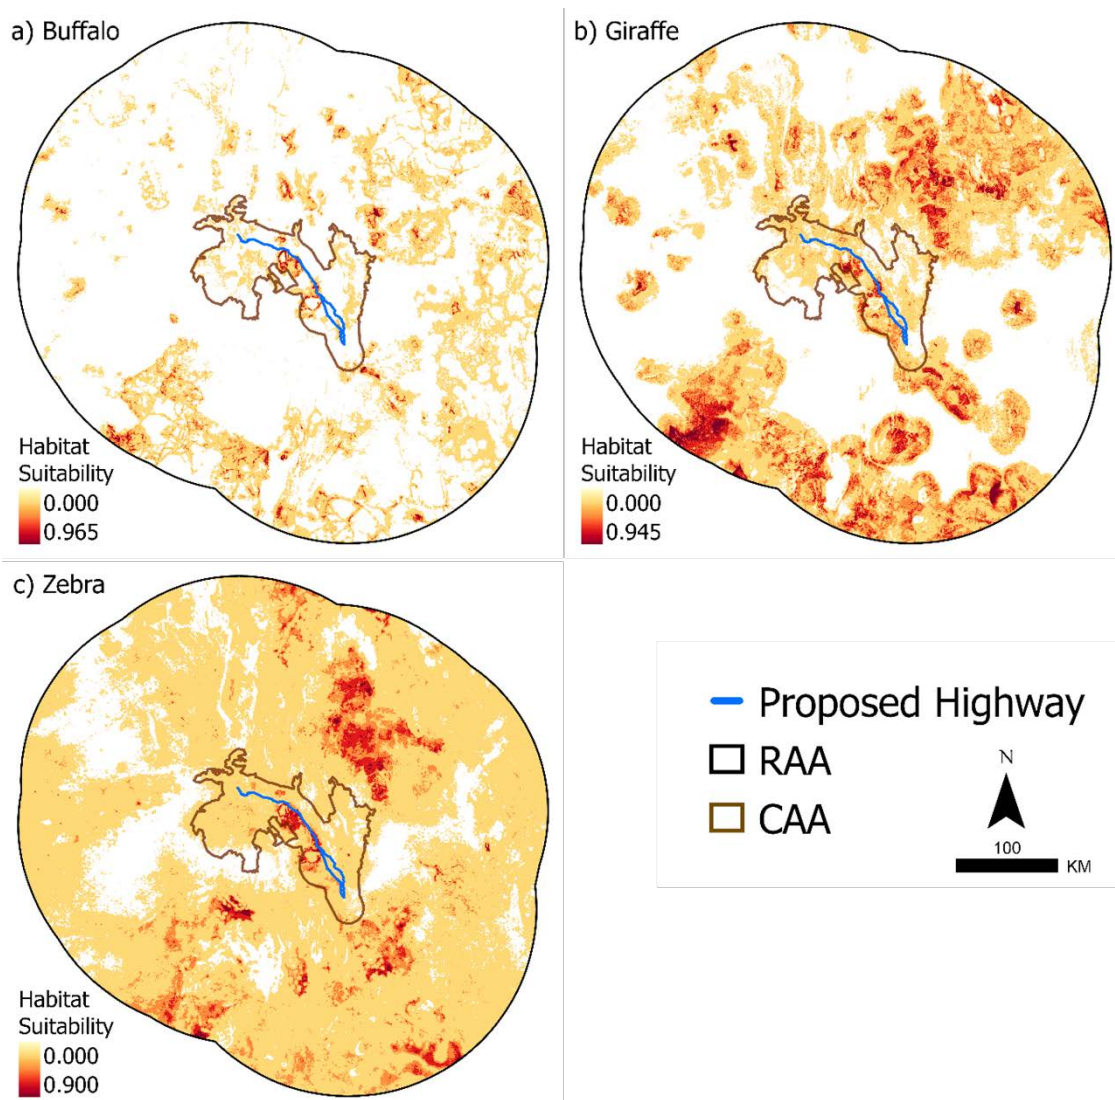 a) Buffalo
Habitat
Suitability
0.000
0.965
b) Giraffe
Habitat
Suitability
0.000
0.945
c) Zebra
Habitat
Suitability
0.000
0.900
Proposed Highway
RAA
CAA
N
100
KM